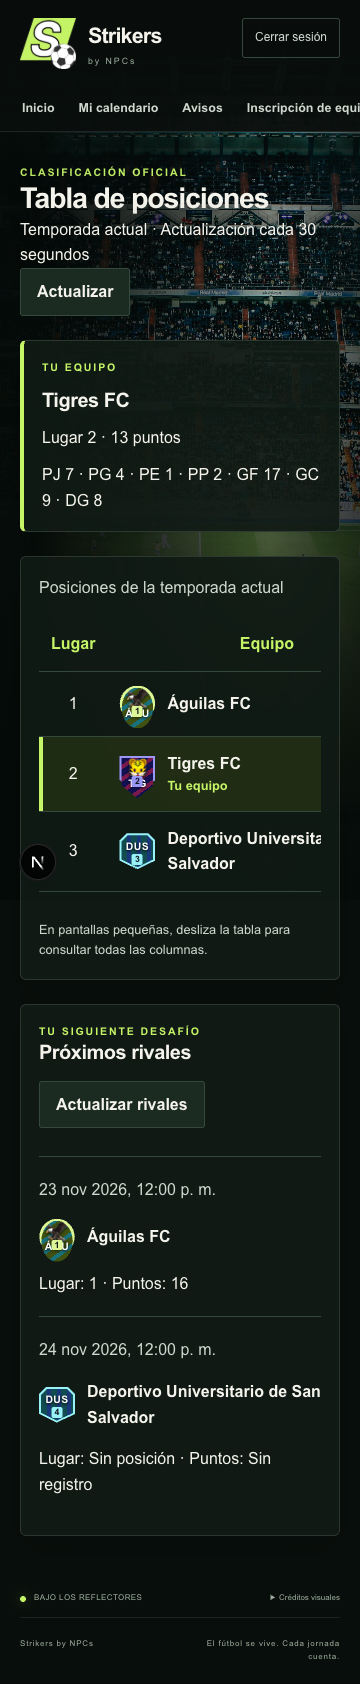 Strikers
by NPCs
Cerrar sesión
Inicio Mi calendario Avisos Inscripción de equi
CLASIFICACIÓN OFICIAL
Tabla de posiciones
Temporada actual · Actualización cada 30
segundos
Actualizar
TU EQUIPO
Tigres FC
Lugar 2 · 13 puntos
PJ 7 · PG 4 · PE 1 · PP 2 · GF 17 · GC
9 · DG 8
Posiciones de la temporada actual
Lugar Equipo
1 Águilas FC
2 Tigres FC
Tu equipo
3 DUS 3 Deportivo Universita
Salvador
En pantallas pequeñas, desliza la tabla para
consultar todas las columnas.
TU SIGUIENTE DESAFÍO
Próximos rivales
Actualizar rivales
23 nov 2026, 12:00 p. m.
Águilas FC
Lugar: 1 · Puntos: 16
24 nov 2026, 12:00 p. m.
DUS 4 Deportivo Universitario de San
Salvador
Lugar: Sin posición · Puntos: Sin
registro
BAJO LOS REFLECTORES
Créditos visuales
Strikers by NPCs
El fútbol se vive. Cada jornada
cuenta.